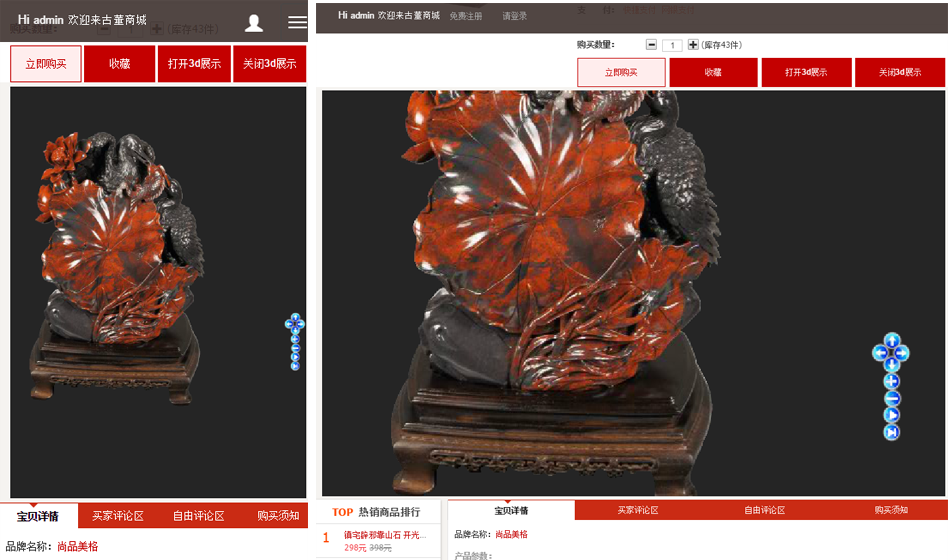 Hi admin 欢迎来古董商城
购买数量: 1 (库存43件)
立即购买 收藏 打开3d展示 关闭3d展示
宝贝详情 买家评论区 自由评论区 购买须知
品牌名称: 尚品美格
Hi admin 欢迎来古董商城 免费注册 请登录
购买数量: 1 (库存43件)
立即购买 收藏 打开3d展示 关闭3d展示
TOP 热销商品排行
1 镇宅辟邪靠山石 开光...
298元 398元
宝贝详情 买家评论区 自由评论区 购买须知
品牌名称: 尚品美格
产品参数: